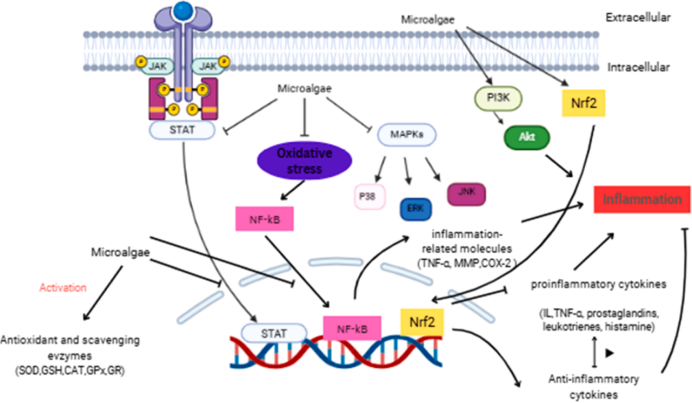 Microalgae
Extracellular
Intracellular
P
P
JAK
JAK
P
P
P
P
STAT
Microalgae
PI3K
Nrf2
Akt
MAPKs
Oxidative
stress
P38
ERK
JNK
Inflammation
NF-kB
inflammation-
related molecules
(TNF-α, MMP,COX-2 )
Microalgae
Activation
proinflammatory cytokines
(IL,TNF-α, prostaglandins,
leukotrienes, histamine)
STAT
NF-kB
Nrf2
Antioxidant and scavenging
evzymes
(SOD,GSH,CAT,GPx,GR)
Anti-inflammatory
cytokines